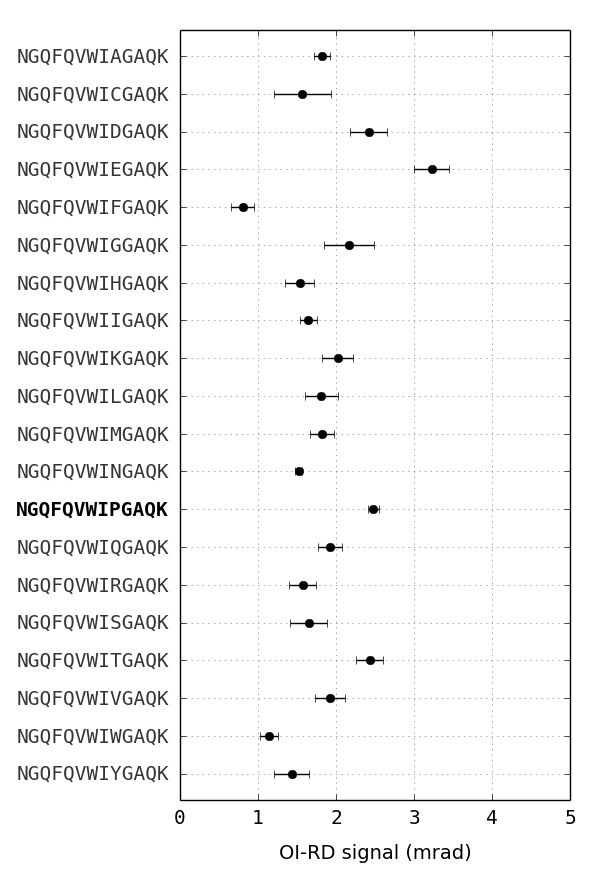 NGQFQVWIAGAQK
NGQFQVWICGAQK
NGQFQVWIDGAQK
NGQFQVWIEGAQK
NGQFQVWIFGAQK
NGQFQVWIGGAQK
NGQFQVWIHGAQK
NGQFQVWIIGAQK
NGQFQVWIKGAQK
NGQFQVWILGAQK
NGQFQVWIMGAQK
NGQFQVWINGAQK
NGQFQVWIPGAQK
NGQFQVWIQGAQK
NGQFQVWIRGAQK
NGQFQVWISGAQK
NGQFQVWITGAQK
NGQFQVWIVGAQK
NGQFQVWIWGAQK
NGQFQVWIYGAQK
0 1 2 3 4 5
OI-RD signal (mrad)